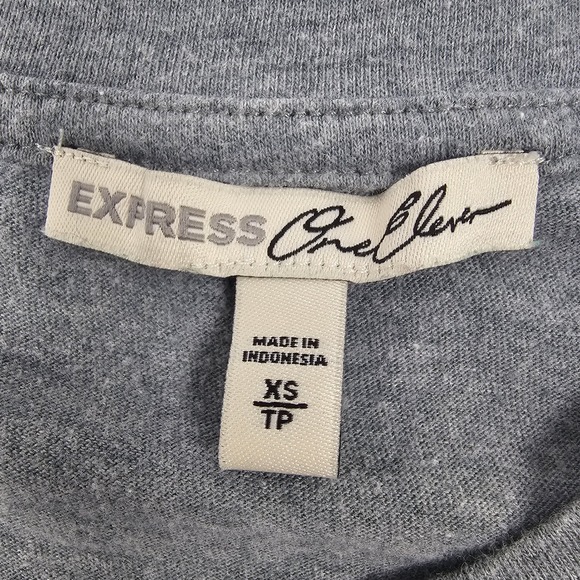 EXPRESS One Eleven
MADE IN
INDONESIA
XS
TP